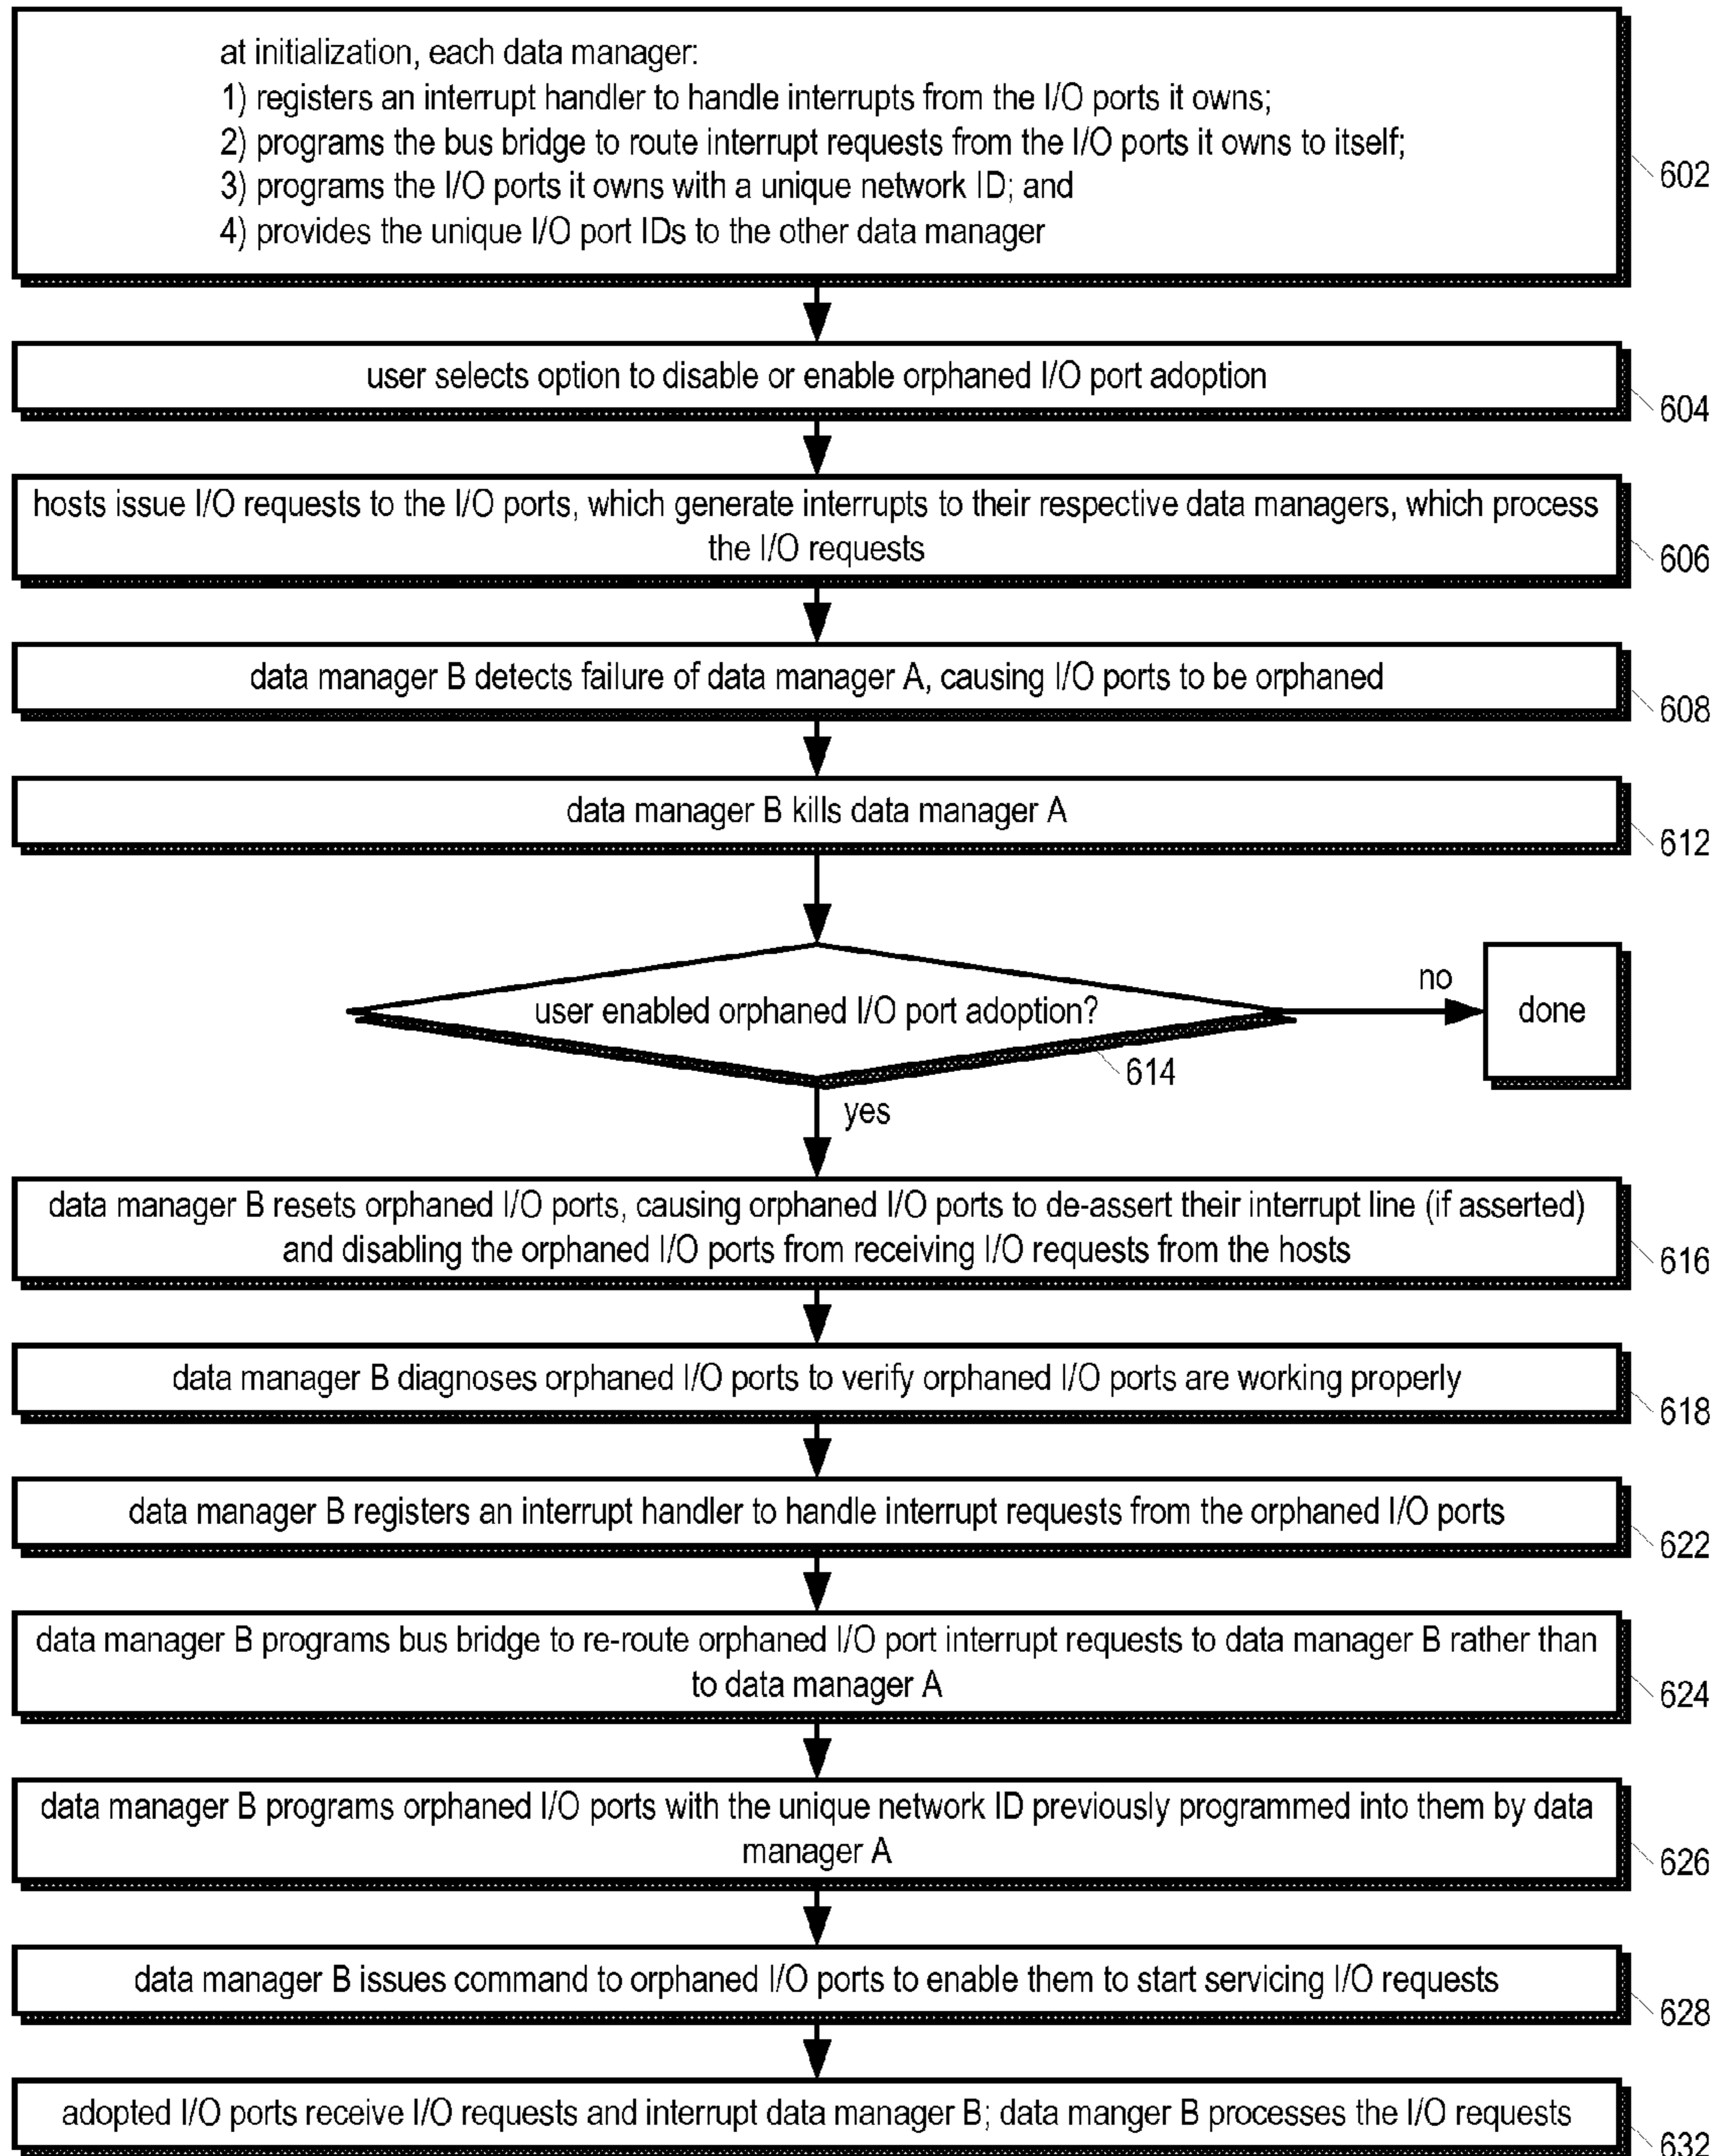 at initialization, each data manager:
1) registers an interrupt handler to handle interrupts from the I/O ports it owns;
2) programs the bus bridge to route interrupt requests from the I/O ports it owns to itself;
3) programs the I/O ports it owns with a unique network ID; and
4) provides the unique I/O port IDs to the other data manager
602
user selects option to disable or enable orphaned I/O port adoption
604
hosts issue I/O requests to the I/O ports, which generate interrupts to their respective data managers, which process
the I/O requests
606
data manager B detects failure of data manager A, causing I/O ports to be orphaned
608
data manager B kills data manager A
612
user enabled orphaned I/O port adoption?
no
done
614
yes
data manager B resets orphaned I/O ports, causing orphaned I/O ports to de-assert their interrupt line (if asserted)
and disabling the orphaned I/O ports from receiving I/O requests from the hosts
616
data manager B diagnoses orphaned I/O ports to verify orphaned I/O ports are working properly
618
data manager B registers an interrupt handler to handle interrupt requests from the orphaned I/O ports
622
data manager B programs bus bridge to re-route orphaned I/O port interrupt requests to data manager B rather than
to data manager A
624
data manager B programs orphaned I/O ports with the unique network ID previously programmed into them by data
manager A
626
data manager B issues command to orphaned I/O ports to enable them to start servicing I/O requests
628
adopted I/O ports receive I/O requests and interrupt data manager B; data manger B processes the I/O requests
632